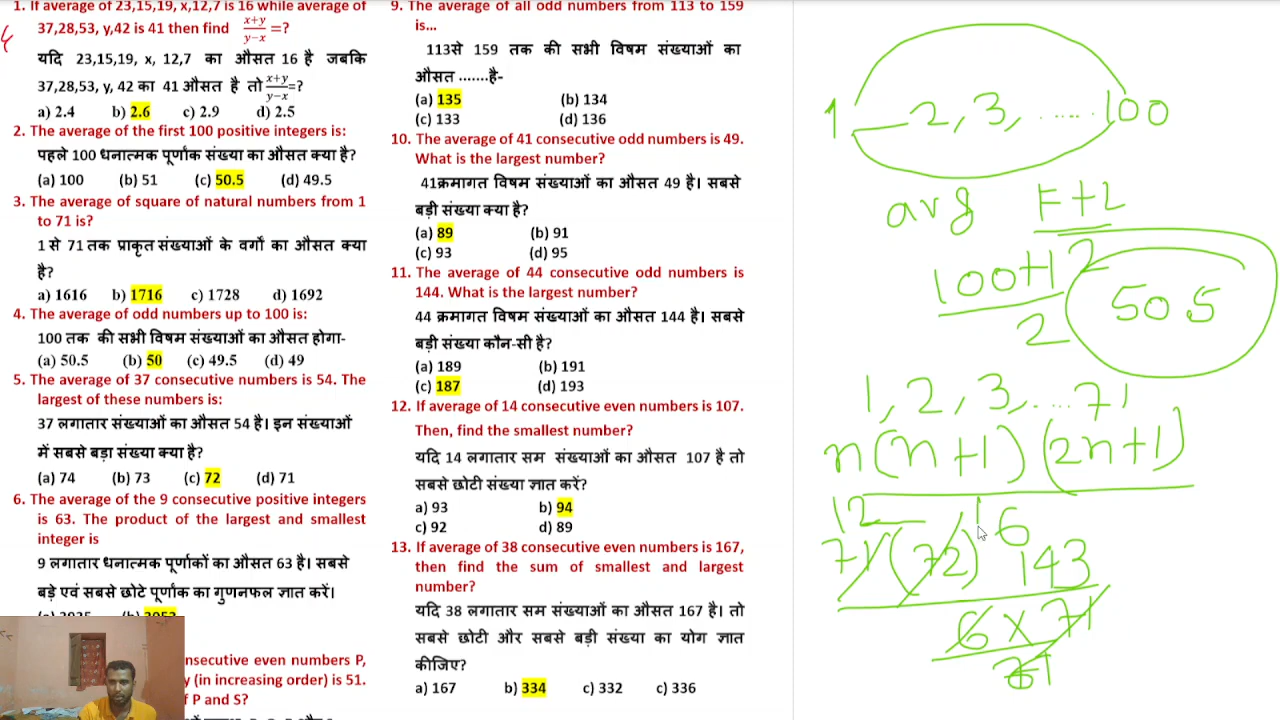 1. If average of 23,15,19, x,12,7 is 16 while average of
37,28,53, y,42 is 41 then find x+y/y−x =?
यदि 23,15,19, x, 12,7 का औसत 16 है जबकि
37,28,53, y, 42 का 41 औसत है तो x+y/y−x=?
a) 2.4 b) 2.6 c) 2.9 d) 2.5
2. The average of the first 100 positive integers is:
पहले 100 धनात्मक पूर्णांक संख्या का औसत क्या है?
(a) 100 (b) 51 (c) 50.5 (d) 49.5
3. The average of square of natural numbers from 1
to 71 is?
1 से 71 तक प्राकृत संख्याओं के वर्गों का औसत क्या
है?
a) 1616 b) 1716 c) 1728 d) 1692
4. The average of odd numbers up to 100 is:
100 तक की सभी विषम संख्याओं का औसत होगा-
(a) 50.5 (b) 50 (c) 49.5 (d) 49
5. The average of 37 consecutive numbers is 54. The
largest of these numbers is:
37 लगातार संख्याओं का औसत 54 है। इन संख्याओं
में सबसे बड़ा संख्या क्या है?
(a) 74 (b) 73 (c) 72 (d) 71
6. The average of the 9 consecutive positive integers
is 63. The product of the largest and smallest
integer is
9 लगातार धनात्मक पूर्णाकों का औसत 63 है। सबसे
बड़े एवं सबसे छोटे पूर्णांक का गुणनफल ज्ञात करें।
nsecutive even numbers P,
y (in increasing order) is 51.
f P and S?
9. The average of all odd numbers from 113 to 159
is...
113से 159 तक की सभी विषम संख्याओं का
औसत .......है-
(a) 135 (b) 134
(c) 133 (d) 136
10. The average of 41 consecutive odd numbers is 49.
What is the largest number?
41क्रमागत विषम संख्याओं का औसत 49 है। सबसे
बड़ी संख्या क्या है?
(a) 89 (b) 91
(c) 93 (d) 95
11. The average of 44 consecutive odd numbers is
144. What is the largest number?
44 क्रमागत विषम संख्याओं का औसत 144 है। सबसे
बड़ी संख्या कौन-सी है?
(a) 189 (b) 191
(c) 187 (d) 193
12. If average of 14 consecutive even numbers is 107.
Then, find the smallest number?
यदि 14 लगातार सम संख्याओं का औसत 107 है तो
सबसे छोटी संख्या ज्ञात करें?
a) 93 b) 94
c) 92 d) 89
13. If average of 38 consecutive even numbers is 167,
then find the sum of smallest and largest
number?
यदि 38 लगातार सम संख्याओं का औसत 167 है। तो
सबसे छोटी और सबसे बड़ी संख्या का योग ज्ञात
कीजिए?
a) 167 b) 334 c) 332 c) 336
1 2, 3, ..... 100
avg F+L
2
100+1
2
50 5
1, 2, 3, .... 71
n(n+1)(2n+1)
6
12
71(72) 143
6 x 71